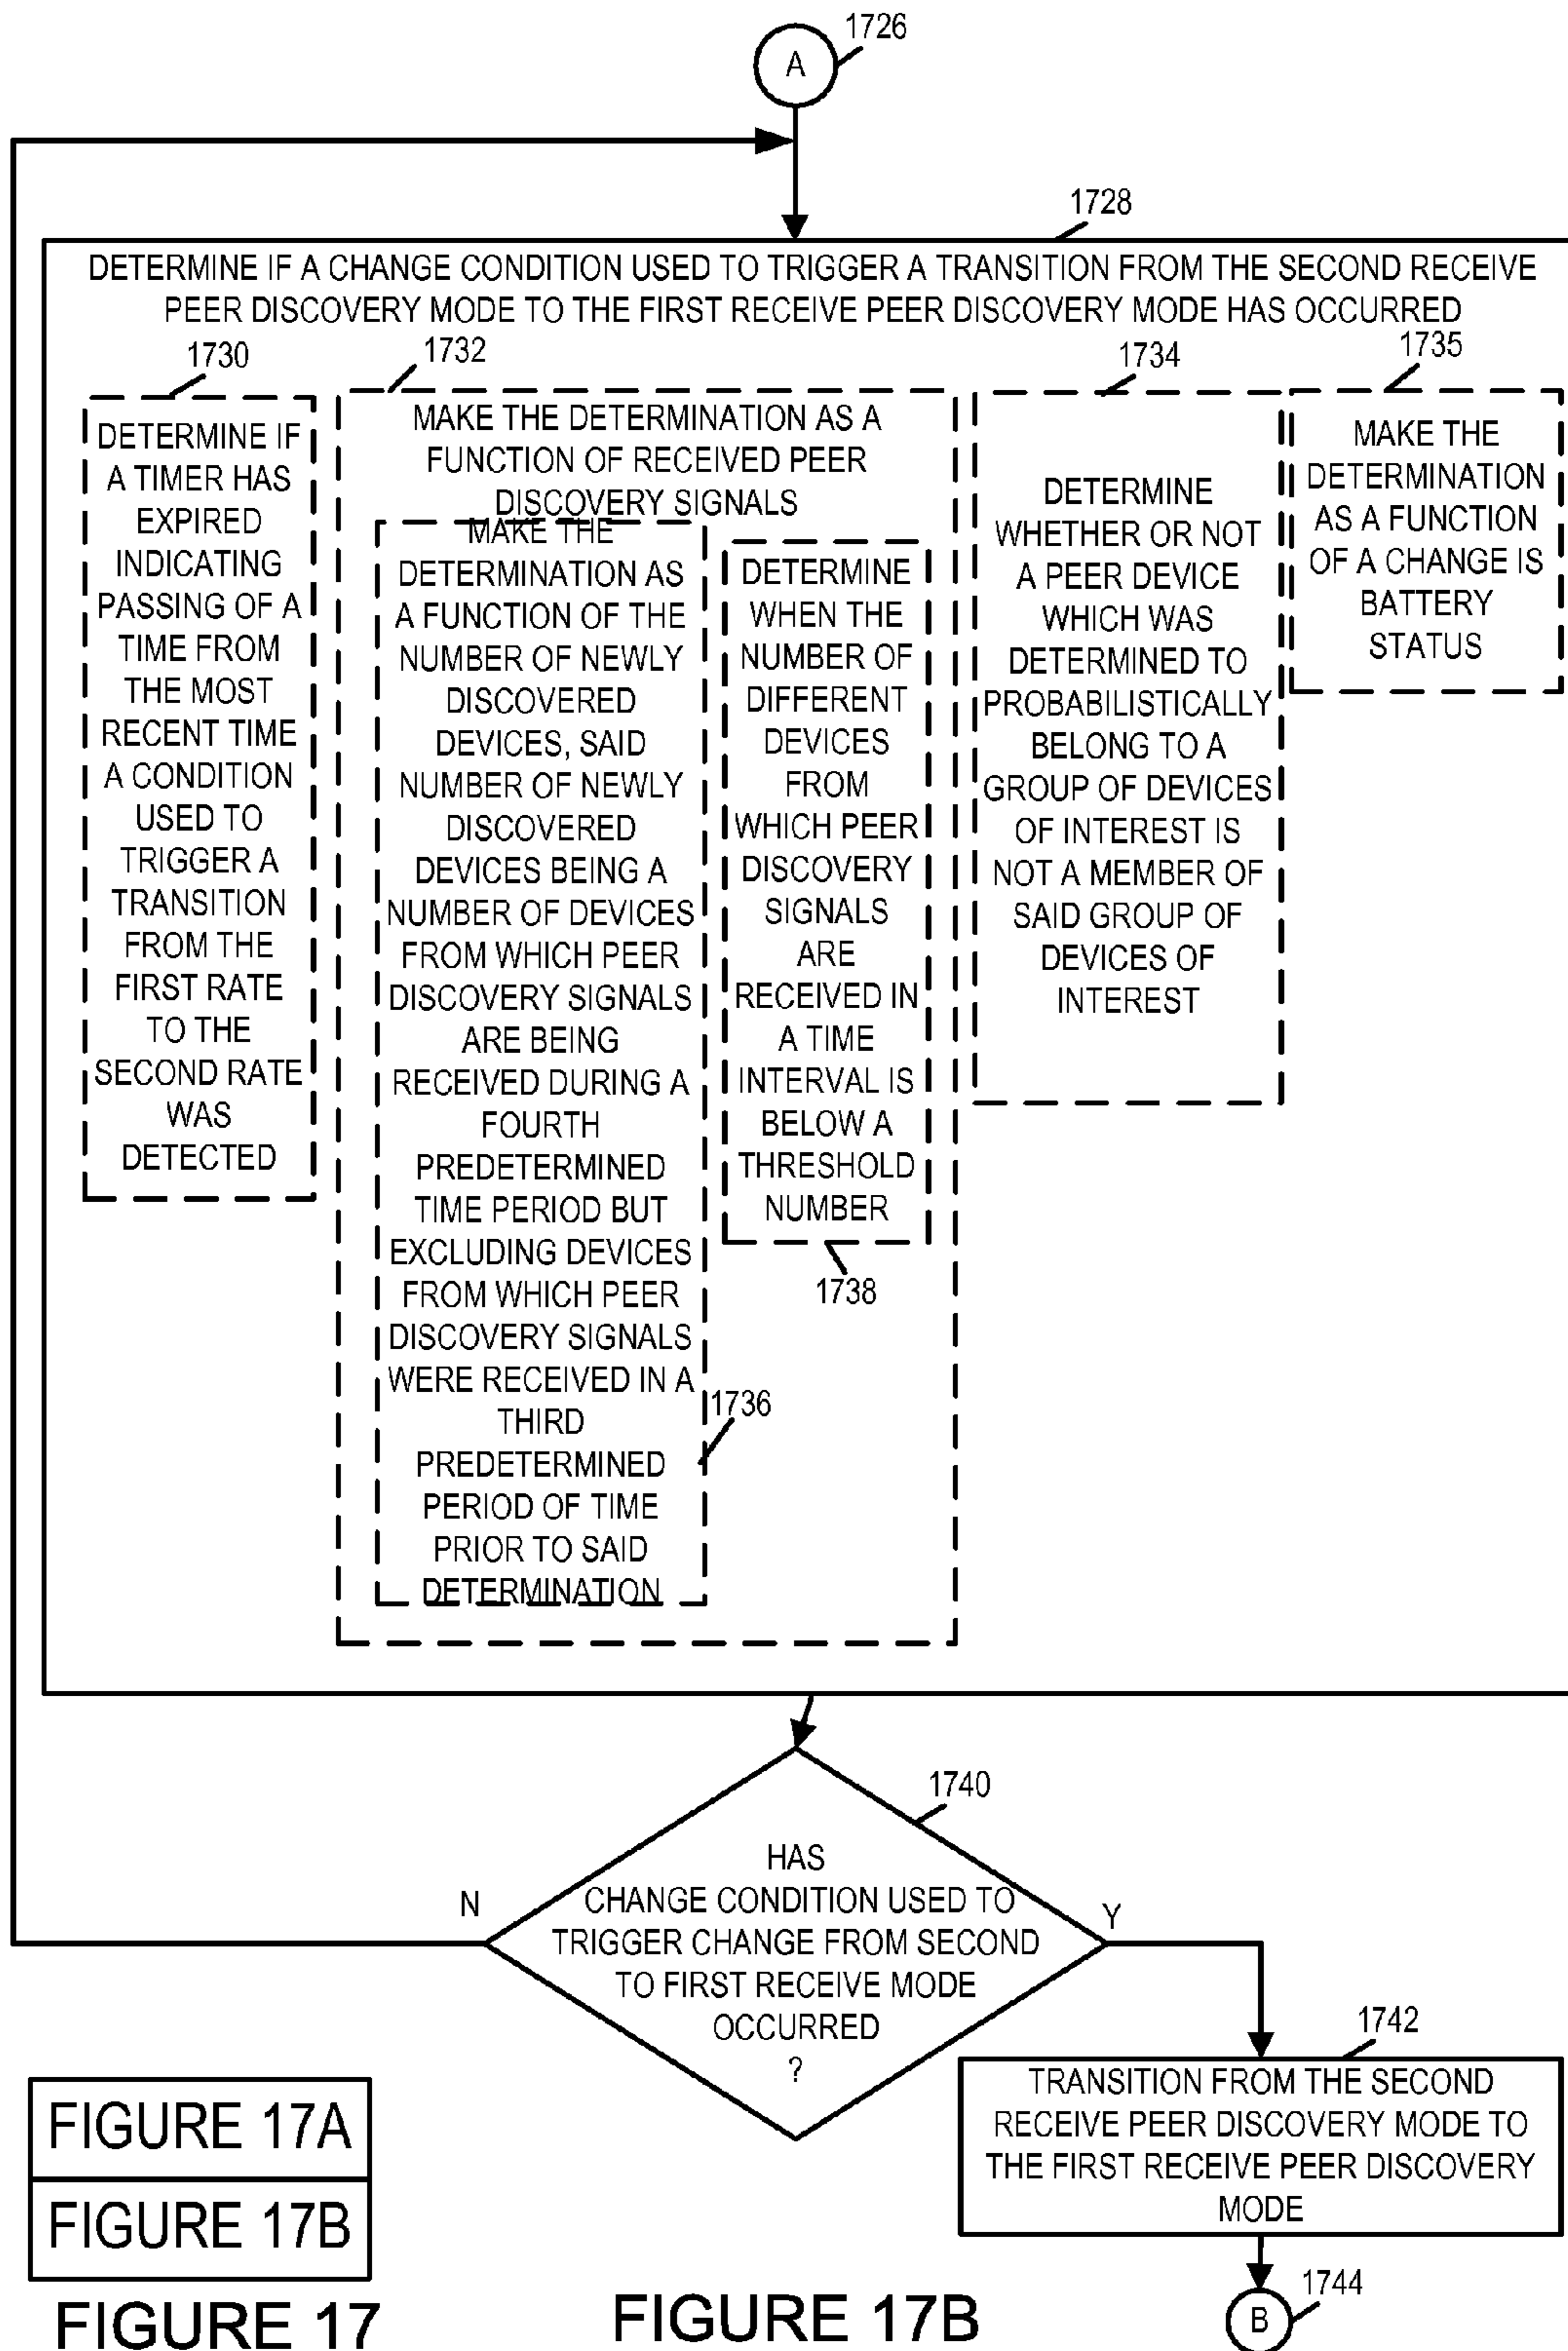 1726
A
1728
DETERMINE IF A CHANGE CONDITION USED TO TRIGGER A TRANSITION FROM THE SECOND RECEIVE
PEER DISCOVERY MODE TO THE FIRST RECEIVE PEER DISCOVERY MODE HAS OCCURRED
1730
DETERMINE IF
A TIMER HAS
EXPIRED
INDICATING
PASSING OF A
TIME FROM
THE MOST
RECENT TIME
A CONDITION
USED TO
TRIGGER A
TRANSITION
FROM THE
FIRST RATE
TO THE
SECOND RATE
WAS
DETECTED
1732
MAKE THE DETERMINATION AS A
FUNCTION OF RECEIVED PEER
DISCOVERY SIGNALS
MAKE THE
DETERMINATION AS
A FUNCTION OF THE
NUMBER OF NEWLY
DISCOVERED
DEVICES, SAID
NUMBER OF NEWLY
DISCOVERED
DEVICES BEING A
NUMBER OF DEVICES
FROM WHICH PEER
DISCOVERY SIGNALS
ARE BEING
RECEIVED DURING A
FOURTH
PREDETERMINED
TIME PERIOD BUT
EXCLUDING DEVICES
FROM WHICH PEER
DISCOVERY SIGNALS
WERE RECEIVED IN A
THIRD
PREDETERMINED
PERIOD OF TIME
PRIOR TO SAID
DETERMINATION
1736
DETERMINE
WHEN THE
NUMBER OF
DIFFERENT
DEVICES
FROM
WHICH PEER
DISCOVERY
SIGNALS
ARE
RECEIVED IN
A TIME
INTERVAL IS
BELOW A
THRESHOLD
NUMBER
1738
1734
DETERMINE
WHETHER OR NOT
A PEER DEVICE
WHICH WAS
DETERMINED TO
PROBABILISTICALLY
BELONG TO A
GROUP OF DEVICES
OF INTEREST IS
NOT A MEMBER OF
SAID GROUP OF
DEVICES OF
INTEREST
1735
MAKE THE
DETERMINATION
AS A FUNCTION
OF A CHANGE IS
BATTERY
STATUS
1740
HAS
CHANGE CONDITION USED TO
TRIGGER CHANGE FROM SECOND
TO FIRST RECEIVE MODE
OCCURRED
?
N
Y
1742
TRANSITION FROM THE SECOND
RECEIVE PEER DISCOVERY MODE TO
THE FIRST RECEIVE PEER DISCOVERY
MODE
1744
B
FIGURE 17A
FIGURE 17B
FIGURE 17
FIGURE 17B